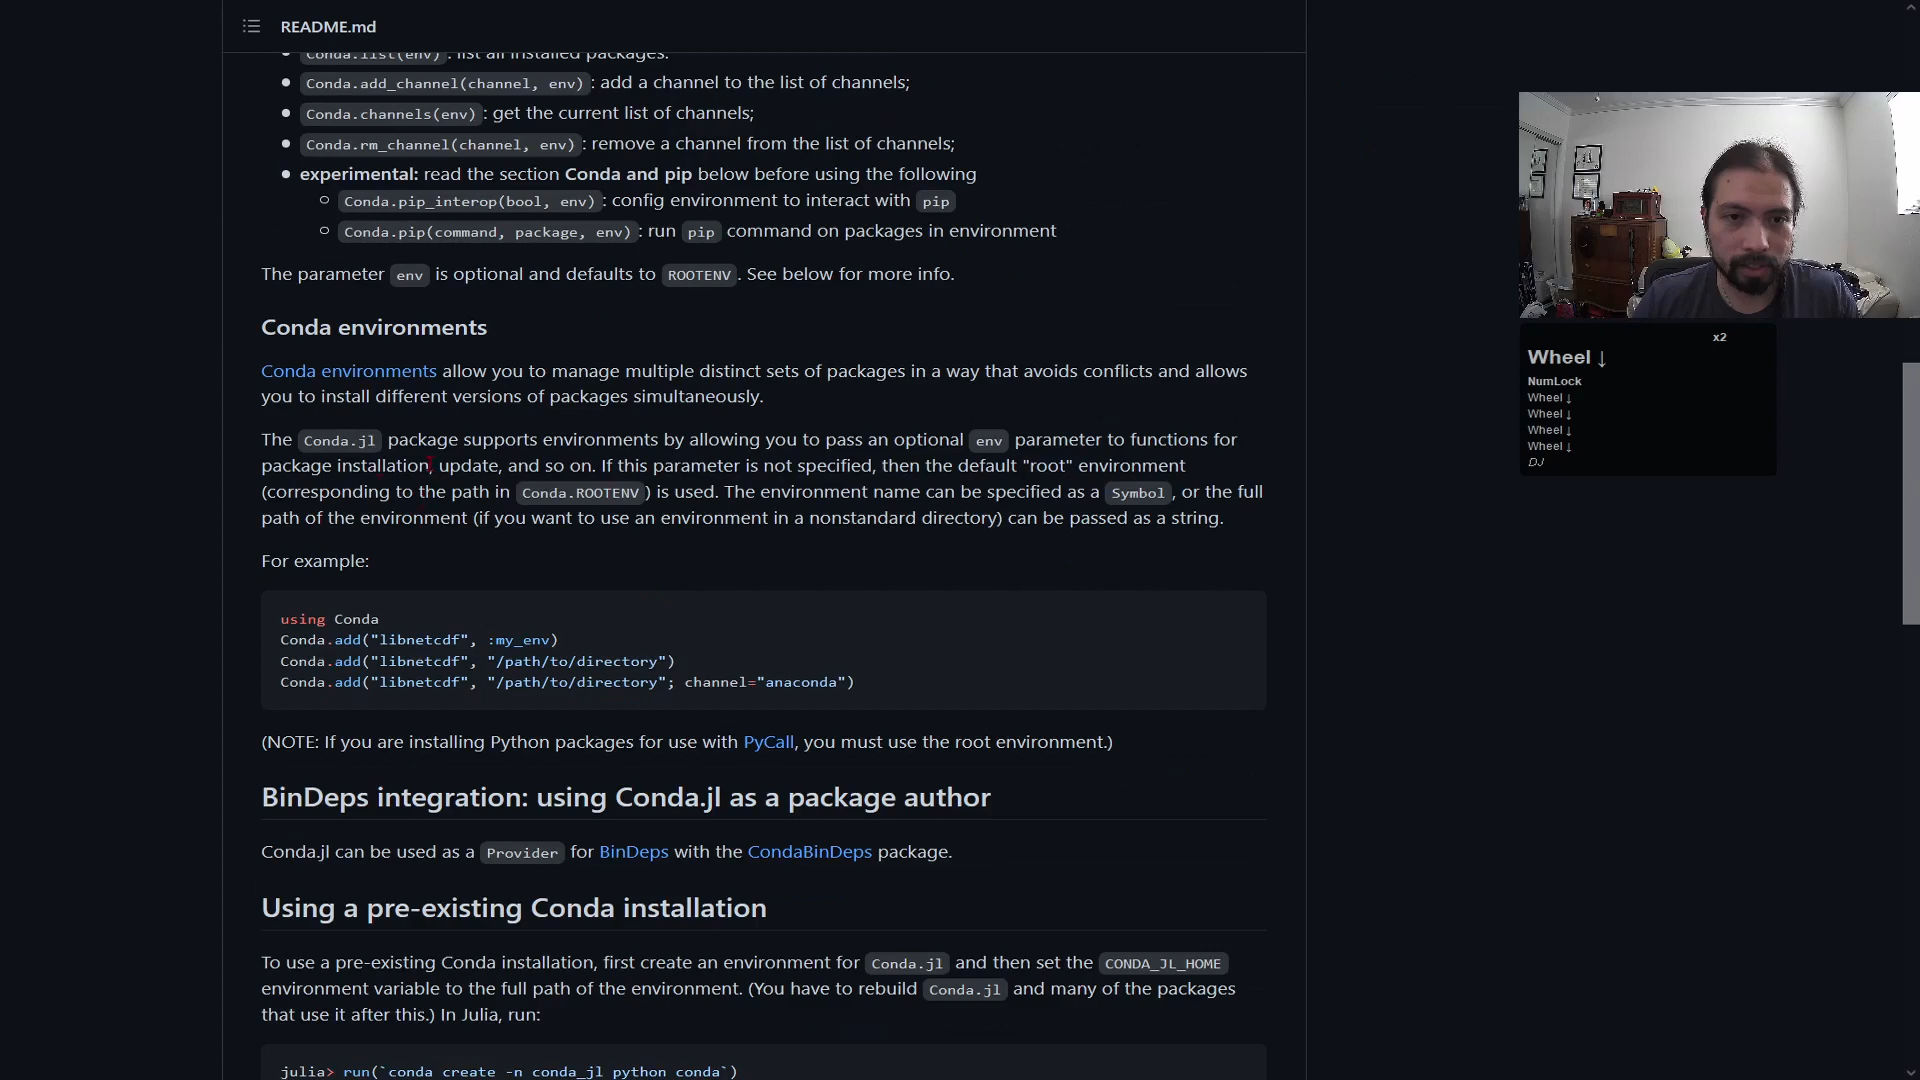 README.md
Conda.list(env) : list all installed packages.
Conda.add_channel(channel, env) : add a channel to the list of channels;
Conda.channels(env) : get the current list of channels;
Conda.rm_channel(channel, env) : remove a channel from the list of channels;
experimental: read the section Conda and pip below before using the following
Conda.pip_interop(bool, env) : config environment to interact with pip
Conda.pip(command, package, env) : run pip command on packages in environment
The parameter env is optional and defaults to ROOTENV . See below for more info.
Conda environments
Conda environments allow you to manage multiple distinct sets of packages in a way that avoids conflicts and allows
you to install different versions of packages simultaneously.
The Conda.jl package supports environments by allowing you to pass an optional env parameter to functions for
package installation, update, and so on. If this parameter is not specified, then the default "root" environment
(corresponding to the path in Conda.ROOTENV ) is used. The environment name can be specified as a Symbol , or the full
path of the environment (if you want to use an environment in a nonstandard directory) can be passed as a string.
For example:
using Conda
Conda.add("libnetcdf", :my_env)
Conda.add("libnetcdf", "/path/to/directory")
Conda.add("libnetcdf", "/path/to/directory"; channel="anaconda")
(NOTE: If you are installing Python packages for use with PyCall, you must use the root environment.)
BinDeps integration: using Conda.jl as a package author
Conda.jl can be used as a Provider for BinDeps with the CondaBinDeps package.
Using a pre-existing Conda installation
To use a pre-existing Conda installation, first create an environment for Conda.jl and then set the CONDA_JL_HOME
environment variable to the full path of the environment. (You have to rebuild Conda.jl and many of the packages
that use it after this.) In Julia, run:
julia> run(`conda create -n conda_jl python conda`)
x2
Wheel ↓
NumLock
Wheel ↓
Wheel ↓
Wheel ↓
Wheel ↓
DJ